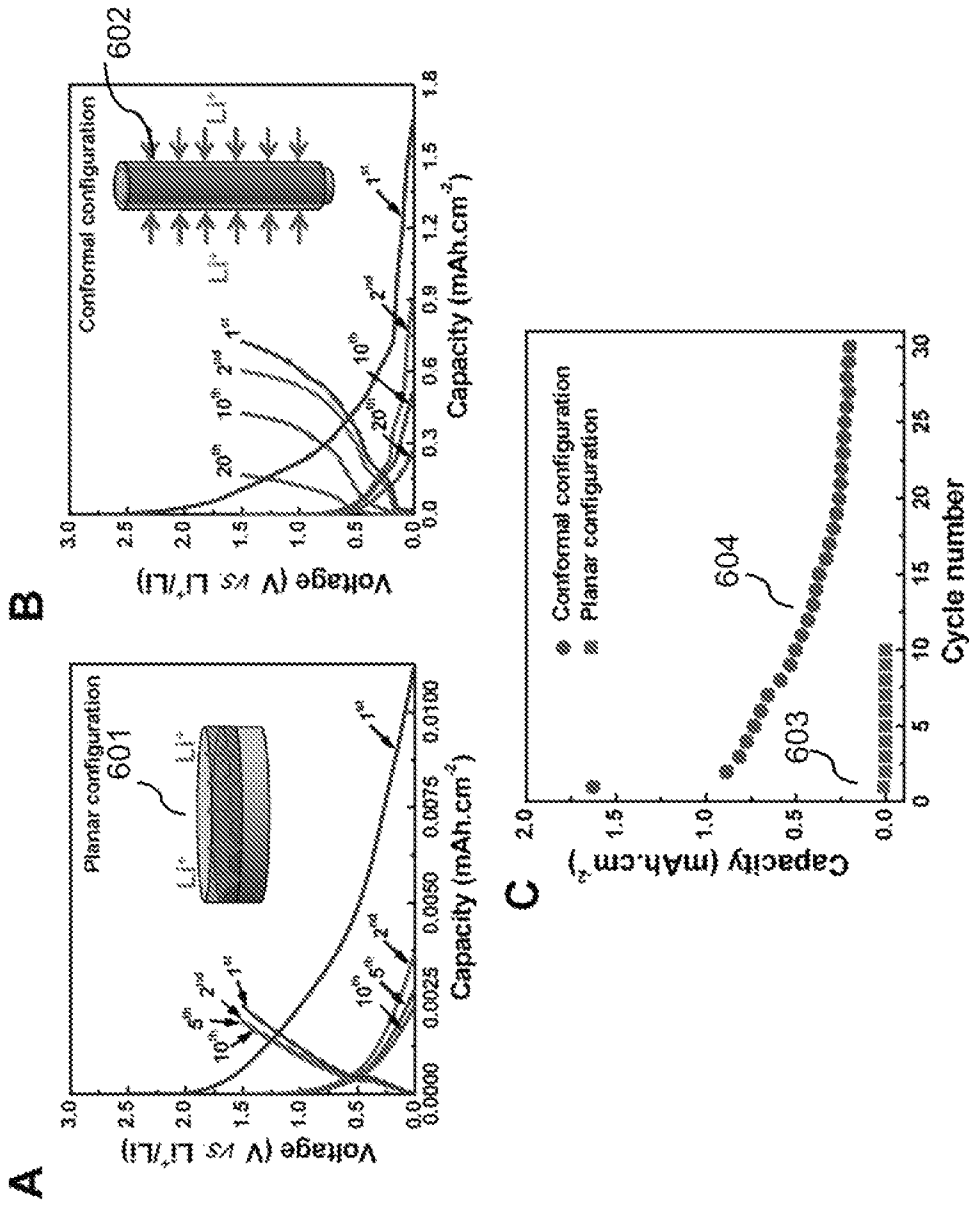 A
Voltage (V vs. Li⁺/Li)
3.0
2.5
2.0
1.5
1.0
0.5
0.0
Planar configuration
601
Li⁺ Li⁺
1st
2nd
5th
10th
1st
2nd
5th
10th
0.0000 0.0025 0.0050 0.0075 0.0100
Capacity (mAh.cm⁻²)
B
Voltage (V vs. Li⁺/Li)
3.0
2.5
2.0
1.5
1.0
0.5
0.0
Conformal configuration
602
Li⁺ Li⁺
20th
10th
2nd
1st
20th
10th
2nd
1st
0.0 0.3 0.6 0.9 1.2 1.5 1.8
Capacity (mAh.cm⁻²)
C
Capacity (mAh.cm⁻²)
2.0
1.5
1.0
0.5
0.0
Conformal configuration
Planar configuration
603
604
0 5 10 15 20 25 30
Cycle number